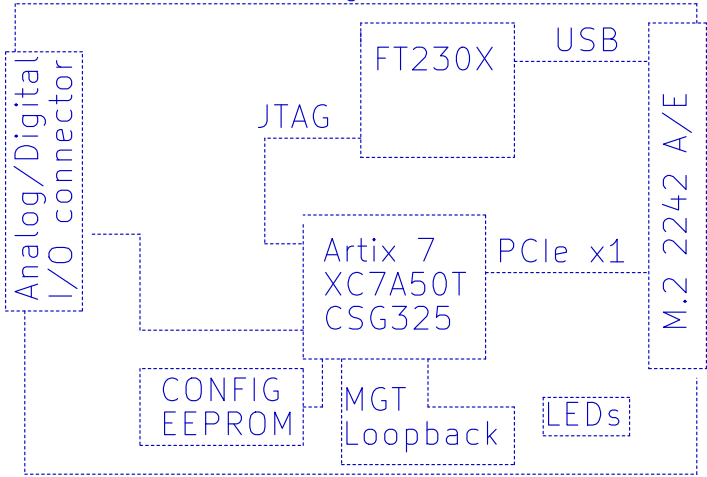 FT230X
USB
Analog/Digital
I/O connector
JTAG
M.2 2242 A/E
Artix 7
XC7A50T
CSG325
PCIe x1
CONFIG
EEPROM
MGT
Loopback
LEDs